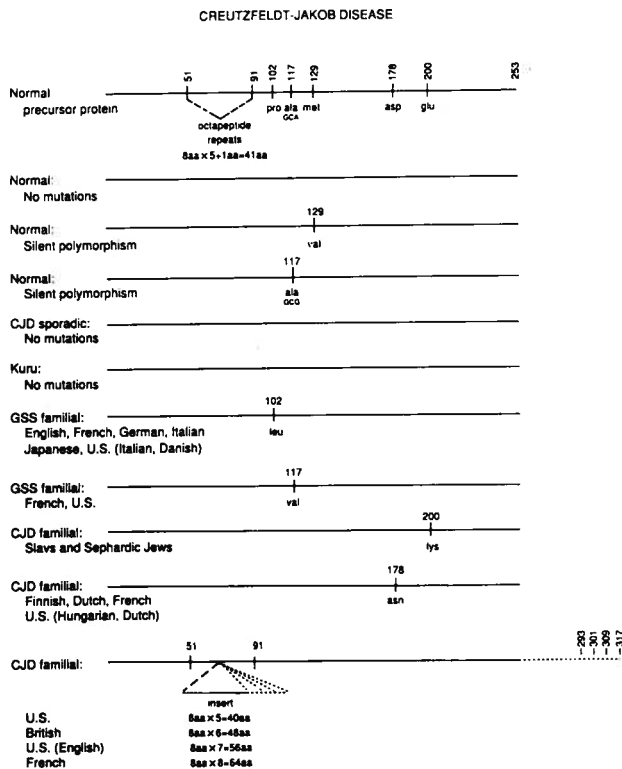 CREUTZFELDT-JAKOB DISEASE
51 91 102 117 129 178 200 253
Normal
precursor protein
pro ala met asp glu
GCA
octapeptide
repeats
8aa × 5+1aa=41aa
Normal:
No mutations
129
Normal:
Silent polymorphism
val
117
Normal:
Silent polymorphism
ala
GCG
CJD sporadic:
No mutations
Kuru:
No mutations
102
GSS familial:
English, French, German, Italian
leu
Japanese, U.S. (Italian, Danish)
117
GSS familial:
French, U.S.
val
200
CJD familial:
Slavs and Sephardic Jews
lys
178
CJD familial:
Finnish, Dutch, French
asn
U.S. (Hungarian, Dutch)
51 91 293 301 309 317
CJD familial:
insert
U.S. 8aa × 5=40aa
British 8aa × 6=48aa
U.S. (English) 8aa × 7=56aa
French 8aa × 8=64aa